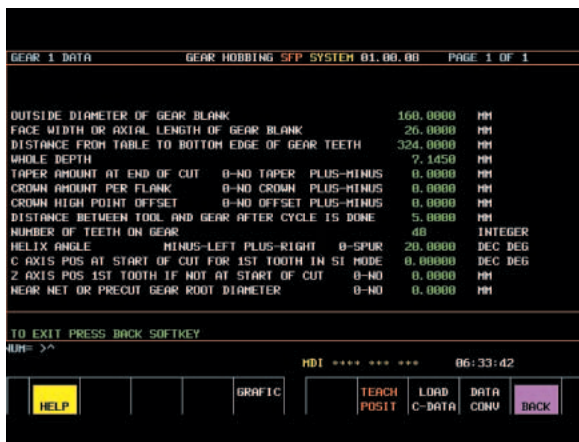 GEAR 1 DATA GEAR HOBBING SFP SYSTEM 01.00.08 PAGE 1 OF 1
OUTSIDE DIAMETER OF GEAR BLANK 160.0000 MM
FACE WIDTH OR AXIAL LENGTH OF GEAR BLANK 26.0000 MM
DISTANCE FROM TABLE TO BOTTOM EDGE OF GEAR TEETH 324.0000 MM
WHOLE DEPTH 7.1450 MM
TAPER AMOUNT AT END OF CUT 0-NO TAPER PLUS-MINUS 0.0000 MM
CROWN AMOUNT PER FLANK 0-NO CROWN PLUS-MINUS 0.0000 MM
CROWN HIGH POINT OFFSET 0-NO OFFSET PLUS-MINUS 0.0000 MM
DISTANCE BETWEEN TOOL AND GEAR AFTER CYCLE IS DONE 5.0000 MM
NUMBER OF TEETH ON GEAR 48 INTEGER
HELIX ANGLE MINUS-LEFT PLUS-RIGHT 0-SPUR 20.0000 DEC DEG
C AXIS POS AT START OF CUT FOR 1ST TOOTH IN SI MODE 0.00000 DEC DEG
Z AXIS POS 1ST TOOTH IF NOT AT START OF CUT 0-NO 0.0000 MM
NEAR NET OR PRECUT GEAR ROOT DIAMETER 0-NO 0.0000 MM
TO EXIT PRESS BACK SOFTKEY
NUM= >^
MDI **** *** *** 06:33:42
HELP GRAFIC TEACH POSIT LOAD C-DATA DATA CONV BACK